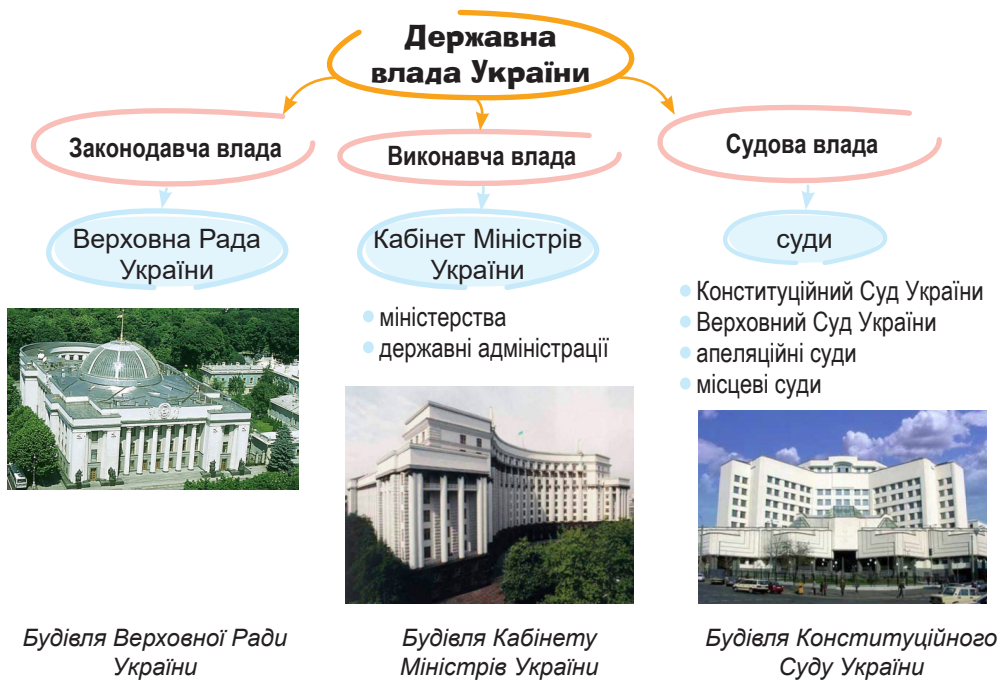 Державна
влада України
Законодавча влада
Виконавча влада
Судова влада
Верховна Рада
України
Кабінет Міністрів
України
суди
• міністерства
• державні адміністрації
• Конституційний Суд України
• Верховний Суд України
• апеляційні суди
• місцеві суди
Будівля Верховної Ради
України
Будівля Кабінету
Міністрів України
Будівля Конституційного
Суду України